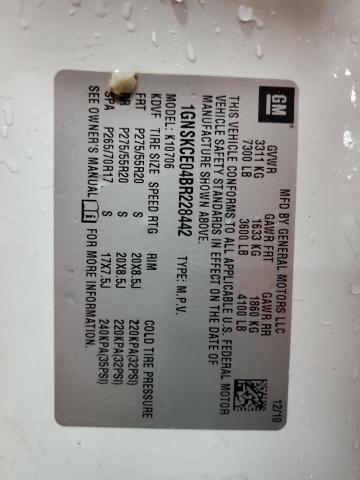 GM
MFD BY GENERAL MOTORS LLC
12/10
GVWR GAWR FRT GAWR RR
3311 KG 1633 KG 1860 KG
7300 LB 3600 LB 4100 LB
THIS VEHICLE CONFORMS TO ALL APPLICABLE U.S. FEDERAL MOTOR
VEHICLE SAFETY STANDARDS IN EFFECT ON THE DATE OF
MANUFACTURE SHOWN ABOVE.
1GNSKCE04BR228442 TYPE: M.P.V.
MODEL: K10706
KDVF TIRE SIZE SPEED RTG RIM COLD TIRE PRESSURE
FRT P275/55R20 S 20X8.5J 220KPA(32PSI)
RR P275/55R20 S 20X8.5J 220KPA(32PSI)
SPA P265/70R17 S 17X7.5J 240KPA(35PSI)
SEE OWNER'S MANUAL FOR MORE INFORMATION.